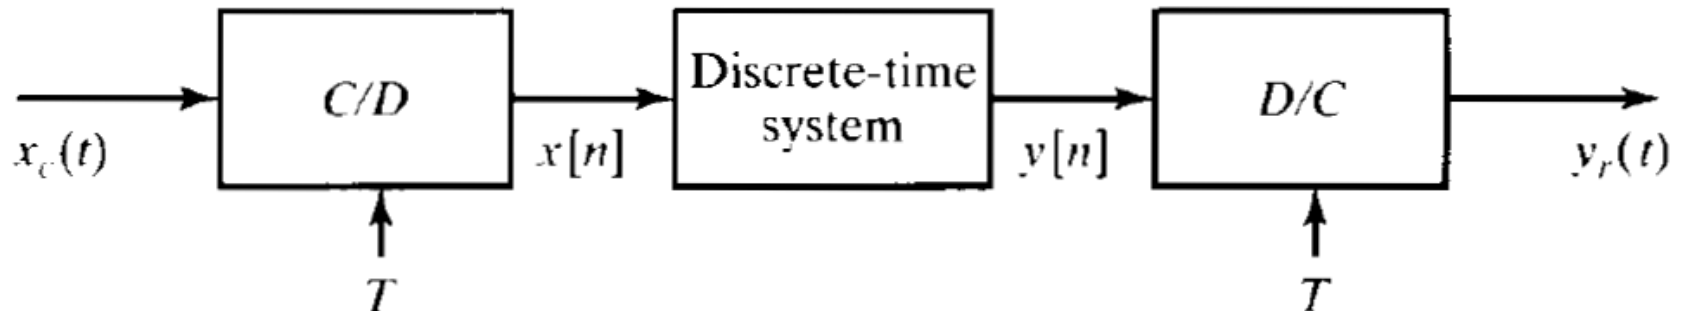 C/D
Discrete-time
system
D/C
x_c(t)
x[n]
y[n]
y_r(t)
T
T